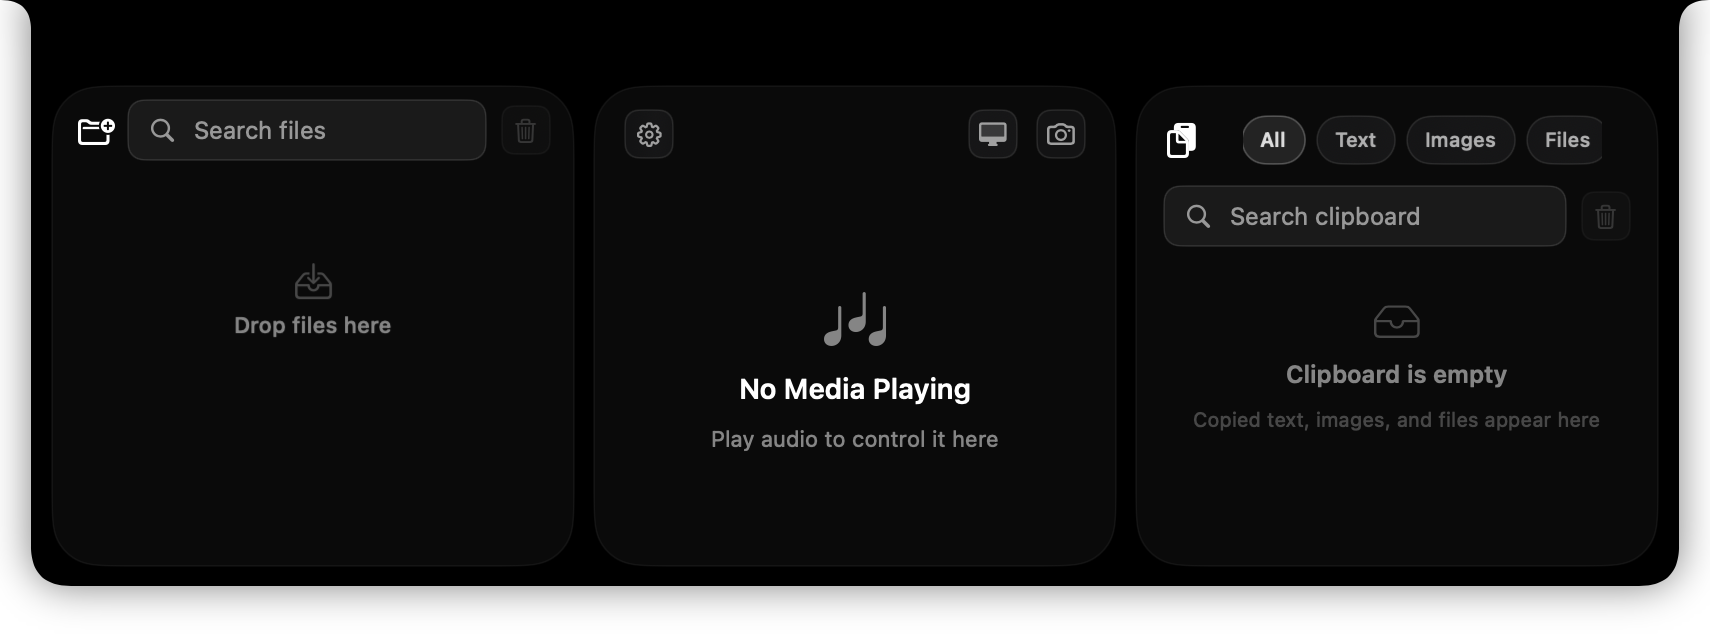 Search files
Drop files here
No Media Playing
Play audio to control it here
All
Text
Images
Files
Search clipboard
Clipboard is empty
Copied text, images, and files appear here